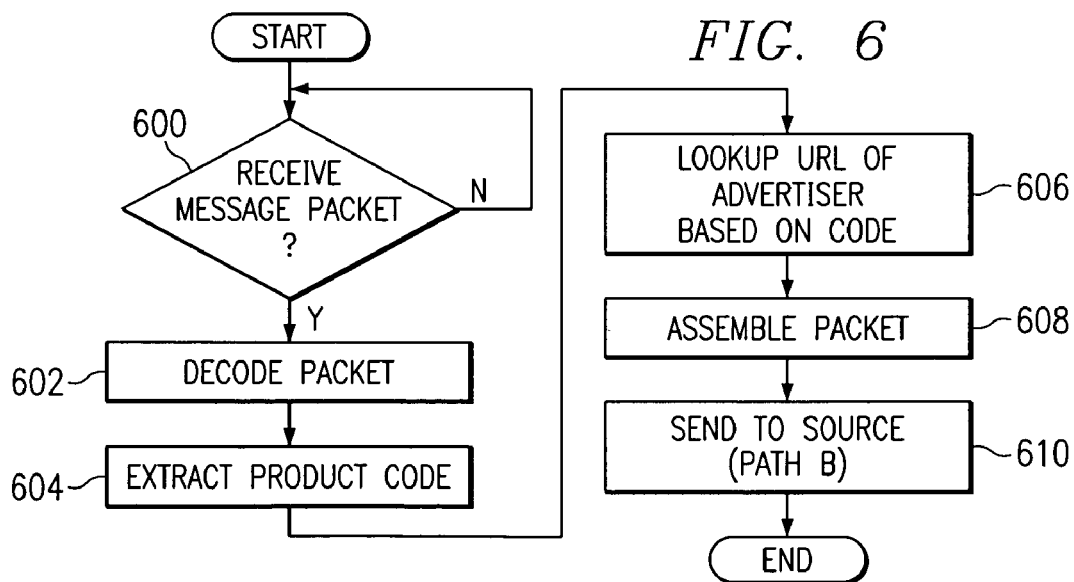 FIG. 6
START
600
RECEIVE
MESSAGE PACKET
?
N
Y
602
DECODE PACKET
604
EXTRACT PRODUCT CODE
LOOKUP URL OF
ADVERTISER
BASED ON CODE
606
ASSEMBLE PACKET
608
SEND TO SOURCE
(PATH B)
610
END